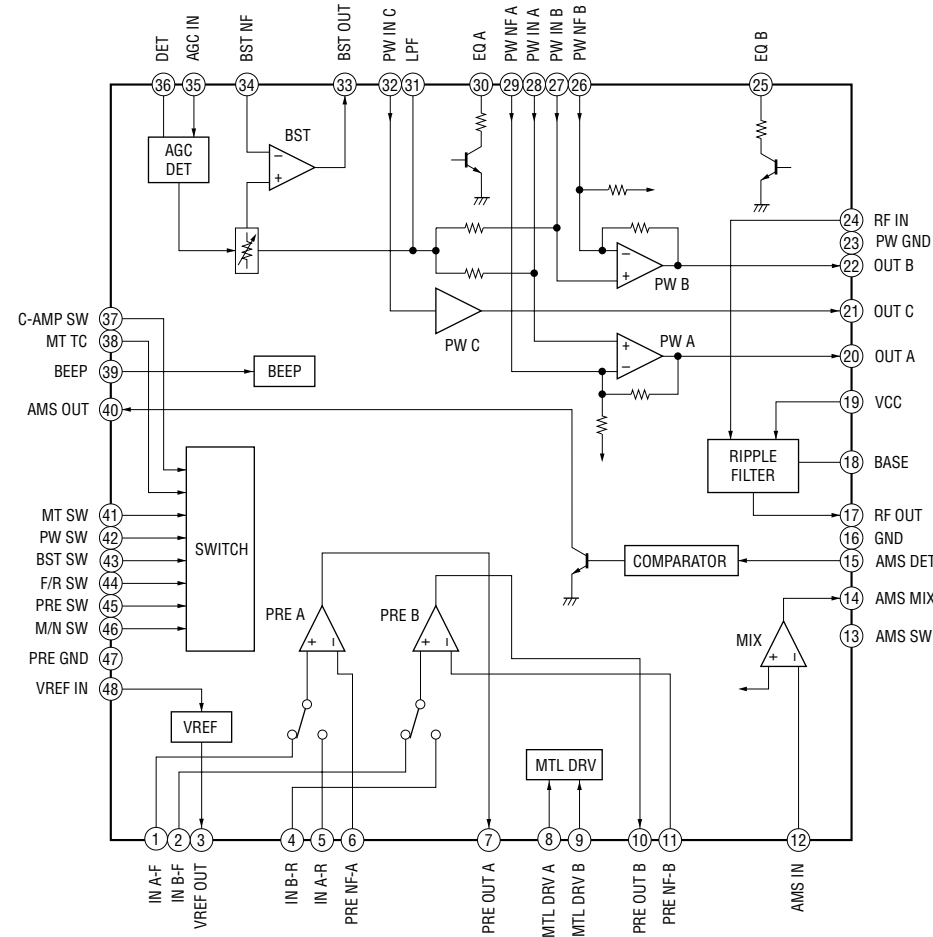 DET
AGC IN
BST NF
BST OUT
PW IN C
LPF
EQ A
PW NF A
PW IN A
PW IN B
PW NF B
EQ B
36
35
34
33
32
31
30
29
28
27
26
25
AGC
DET
BST
−
+
24 RF IN
23 PW GND
22 OUT B
−
+
PW B
21 OUT C
PW C
20 OUT A
PW A
+
−
19 VCC
RIPPLE
FILTER
18 BASE
17 RF OUT
16 GND
15 AMS DET
14 AMS MIX
13 AMS SW
C-AMP SW 37
MT TC 38
BEEP 39
BEEP
AMS OUT 40
MT SW 41
PW SW 42
BST SW 43
F/R SW 44
PRE SW 45
M/N SW 46
PRE GND 47
VREF IN 48
SWITCH
COMPARATOR
PRE A
+ −
PRE B
+ −
MIX
+ −
VREF
MTL DRV
1
2
3
4
5
6
7
8
9
10
11
12
IN A-F
IN B-F
VREF OUT
IN B-R
IN A-R
PRE NF-A
PRE OUT A
MTL DRV A
MTL DRV B
PRE OUT B
PRE NF-B
AMS IN